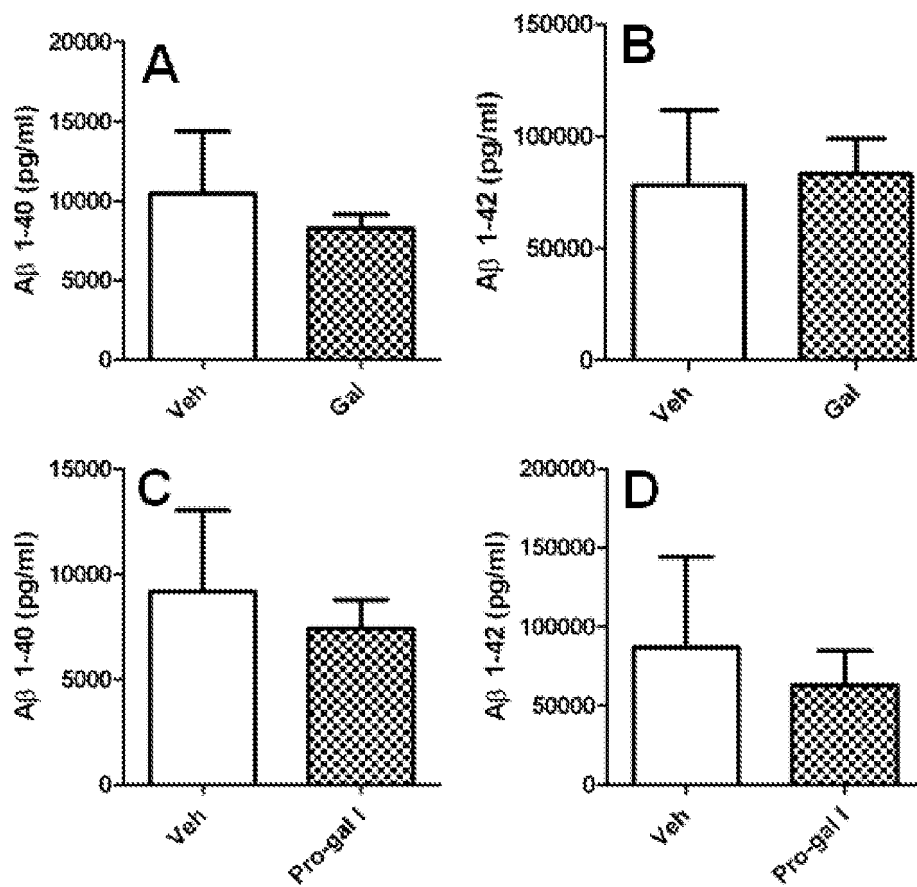 A
Aβ 1-40 (pg/ml)
20000
15000
10000
5000
0
Veh
Gal
B
Aβ 1-42 (pg/ml)
150000
100000
50000
0
Veh
Gal
C
Aβ 1-40 (pg/ml)
15000
10000
5000
0
Veh
Pro-gal I
D
Aβ 1-42 (pg/ml)
200000
150000
100000
50000
0
Veh
Pro-gal I